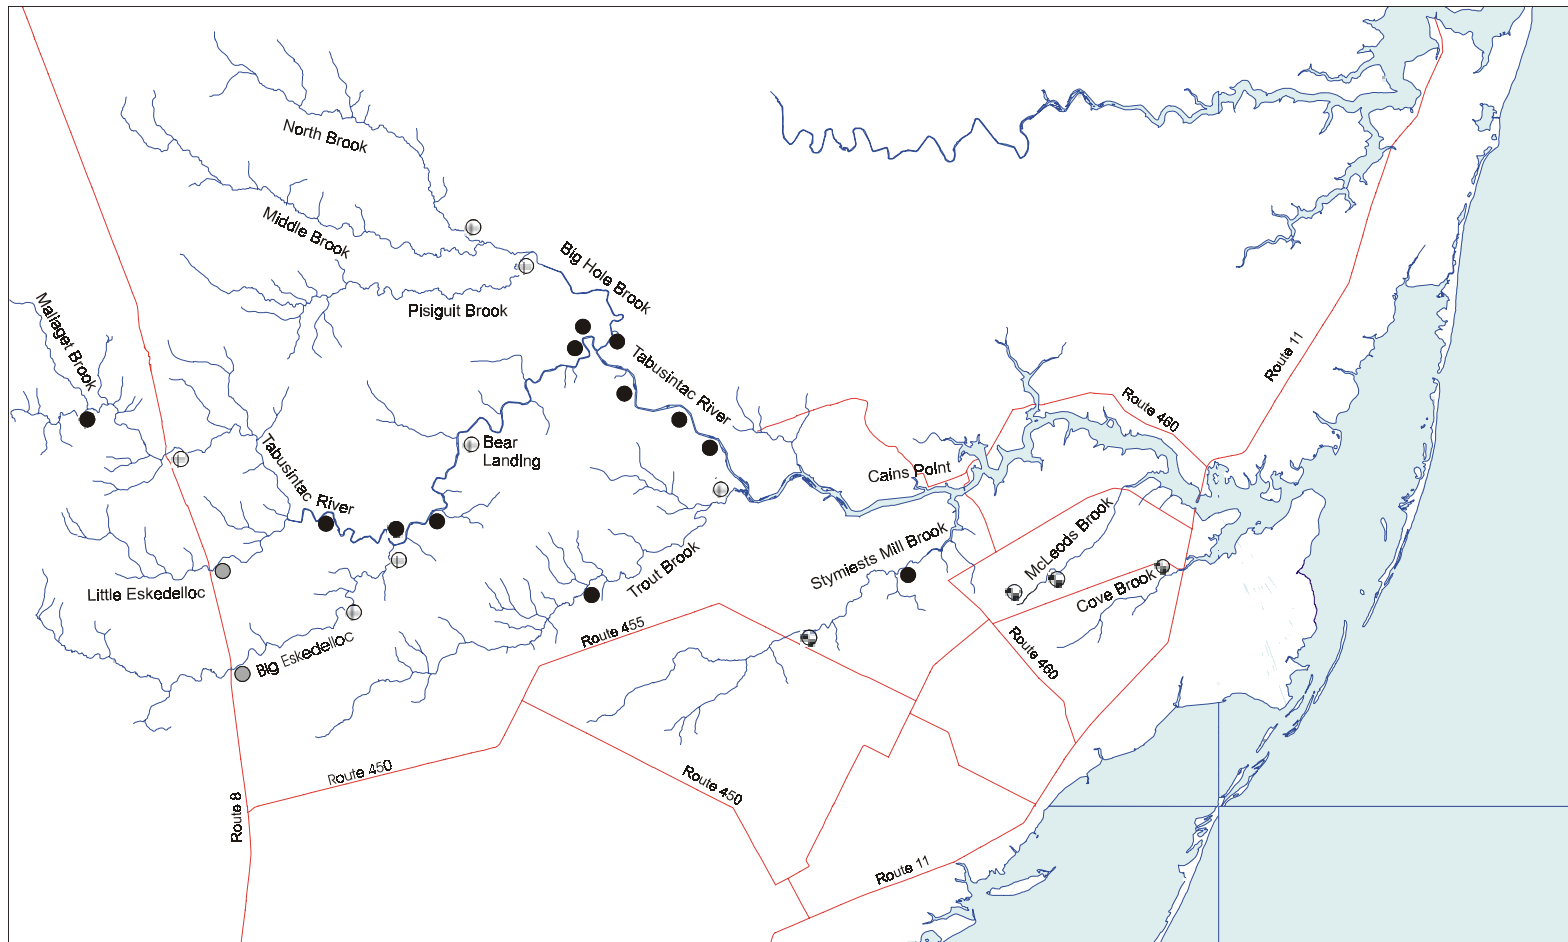 North Brook
Middle Brook
Big Hole Brook
Pisiguit Brook
Maliaget Brook
Tabusintac River
Route 11
Route 460
Bear
Landing
Tabusintac River
Cains Point
McLeods Brook
Stymiests Mill Brook
Trout Brook
Cove Brook
Little Eskedelloc
Big Eskedelloc
Route 455
Route 460
Route 450
Route 450
Route 8
Route 11